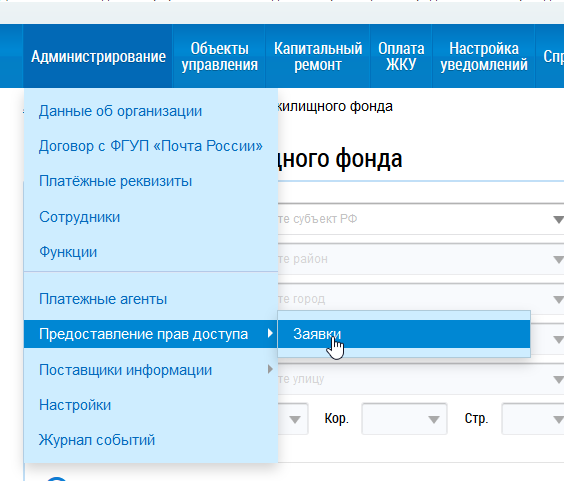 Администрирование
Объекты
управления
Капитальный
ремонт
Оплата
ЖКУ
Настройка
уведомлений
Данные об организации
жилищного фонда
Договор с ФГУП «Почта России»
ного фонда
Платёжные реквизиты
Сотрудники
те субъект РФ
Функции
те район
Платежные агенты
те город
Предоставление прав доступа
Заявки
Поставщики информации
те улицу
Настройки
Кор.
Стр.
Журнал событий